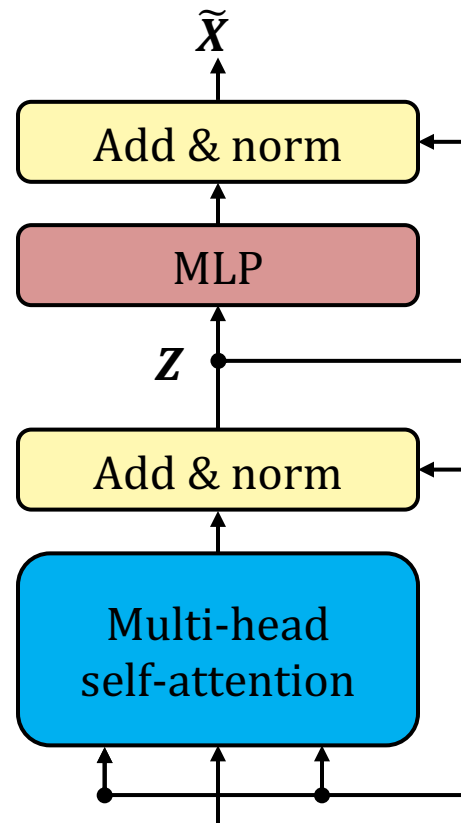 X̃
Add & norm
MLP
Z
Add & norm
Multi-head
self-attention